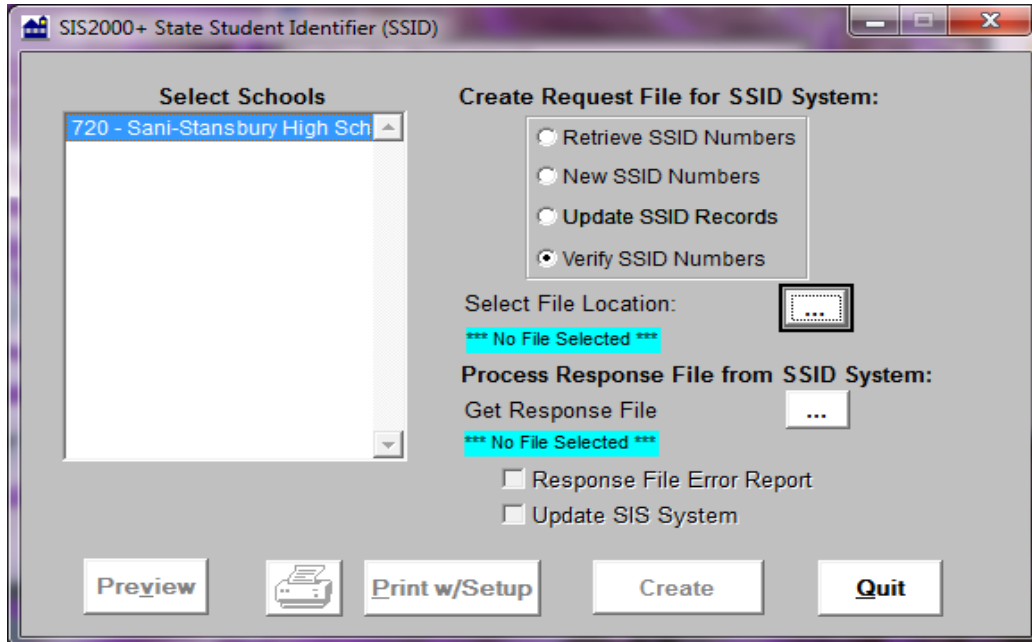 SIS2000+ State Student Identifier (SSID)
Select Schools
720 - Sani-Stansbury High Sch
Create Request File for SSID System:
Retrieve SSID Numbers
New SSID Numbers
Update SSID Records
Verify SSID Numbers
Select File Location:
...
*** No File Selected ***
Process Response File from SSID System:
Get Response File
...
*** No File Selected ***
Response File Error Report
Update SIS System
Preview
Print w/Setup
Create
Quit